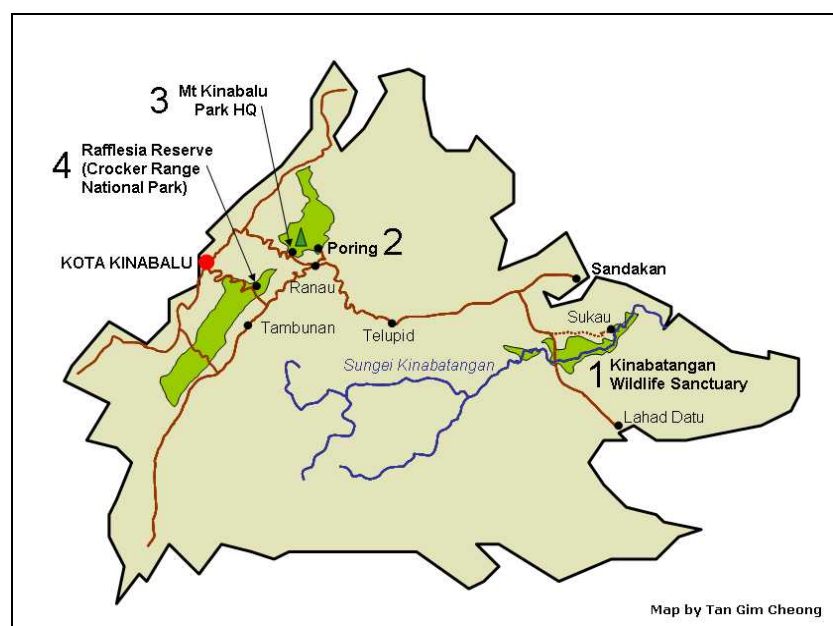 3 Mt Kinabalu
Park HQ
4 Rafflesia Reserve
(Crocker Range
National Park)
Poring 2
KOTA KINABALU
Ranau
Sandakan
Tambunan
Telupid
Sukau
Sungei Kinabatangan
1 Kinabatangan
Wildlife Sanctuary
Lahad Datu
Map by Tan Gim Cheong